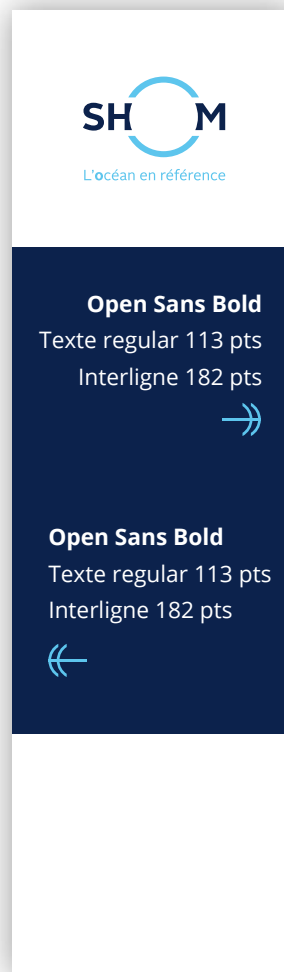 SHOM
L'océan en référence
Open Sans Bold
Texte regular 113 pts
Interligne 182 pts
Open Sans Bold
Texte regular 113 pts
Interligne 182 pts